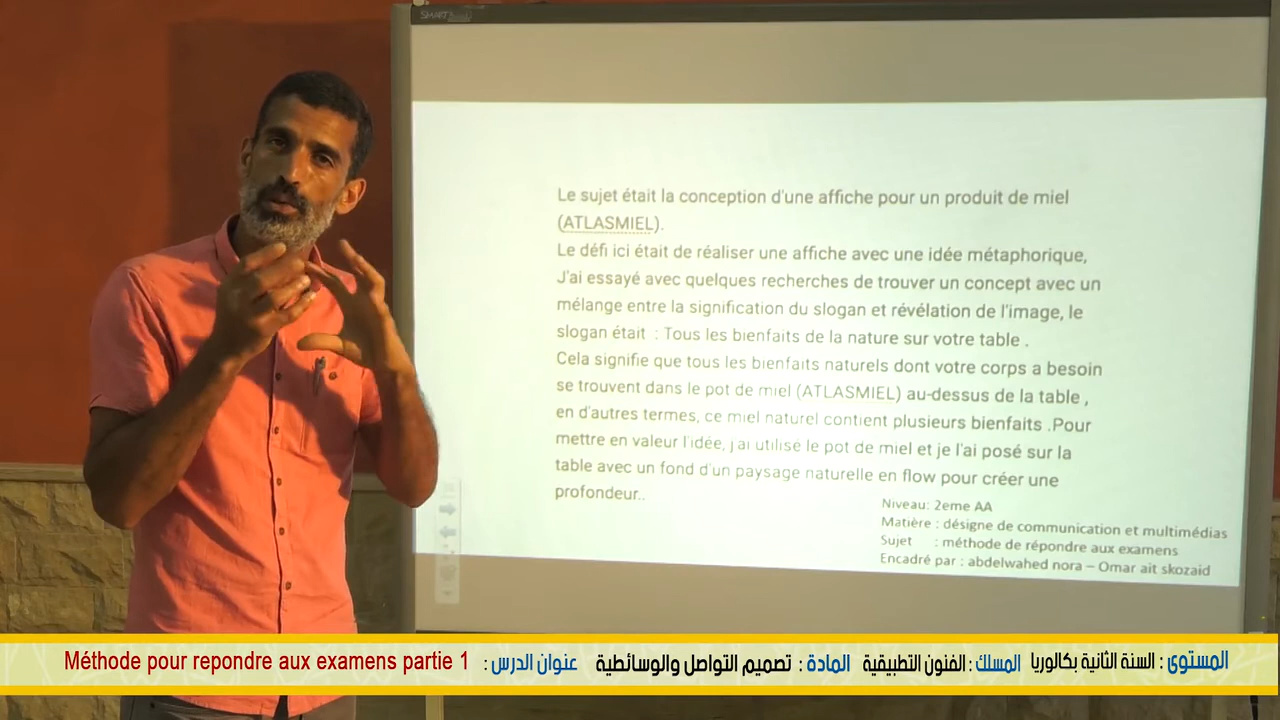 SMART
Le sujet était la conception d'une affiche pour un produit de miel
(ATLASMIEL).
Le défi ici était de réaliser une affiche avec une idée métaphorique,
J'ai essayé avec quelques recherches de trouver un concept avec un
mélange entre la signification du slogan et révélation de l'image, le
slogan était : Tous les bienfaits de la nature sur votre table .
Cela signifie que tous les bienfaits naturels dont votre corps a besoin
se trouvent dans le pot de miel (ATLASMIEL) au-dessus de la table ,
en d'autres termes, ce miel naturel contient plusieurs bienfaits .Pour
mettre en valeur l'idée, j'ai utilisé le pot de miel et je l'ai posé sur la
table avec un fond d'un paysage naturelle en flow pour créer une
profondeur..
Niveau: 2eme AA
Matière : désigne de communication et multimédias
Sujet : méthode de répondre aux examens
Encadré par : abdelwahed nora – Omar ait skozaid
المستوى : السنة الثانية بكالوريا المسلك : الفنون التطبيقية المادة : تصميم التواصل والوسائطية عنوان الدرس : Méthode pour repondre aux examens partie 1